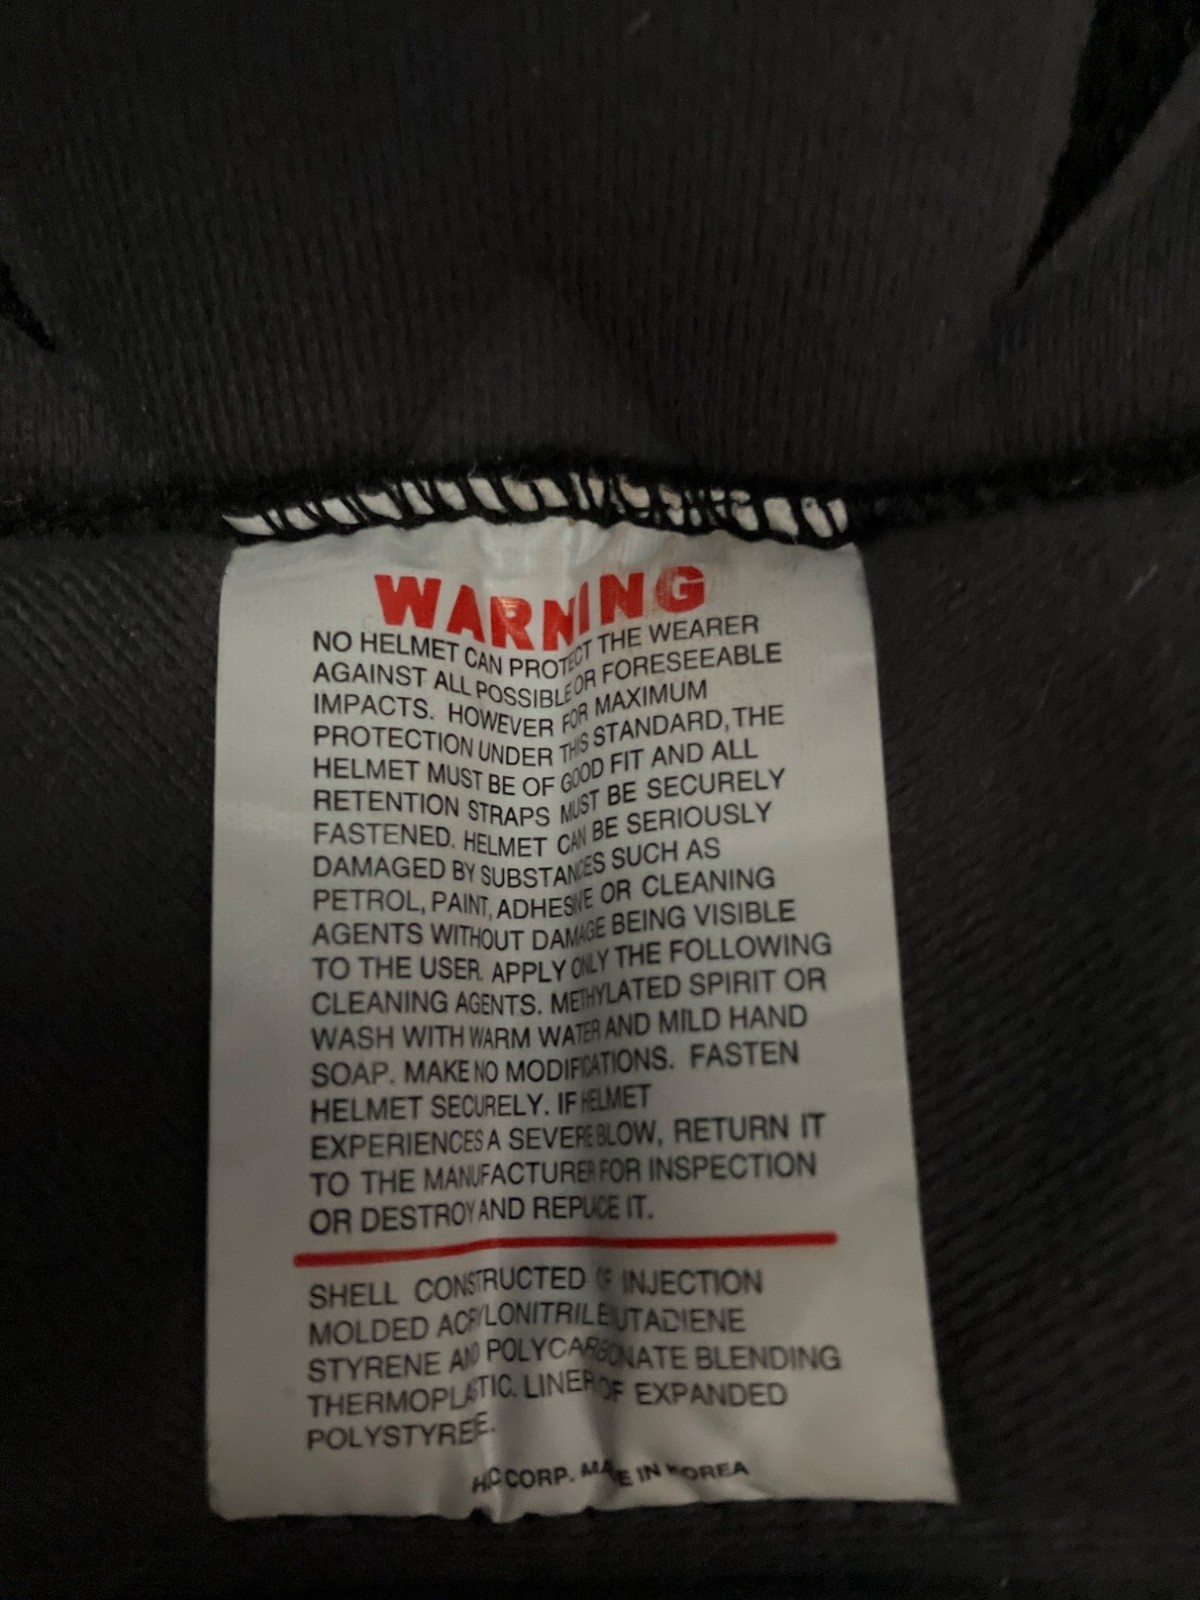 WARNING
NO HELMET CAN PROTECT THE WEARER
AGAINST ALL POSSIBLE OR FORESEEABLE
IMPACTS. HOWEVER FOR MAXIMUM
PROTECTION UNDER THIS STANDARD, THE
HELMET MUST BE OF GOOD FIT AND ALL
RETENTION STRAPS MUST BE SECURELY
FASTENED. HELMET CAN BE SERIOUSLY
DAMAGED BY SUBSTANCES SUCH AS
PETROL, PAINT, ADHESIVE OR CLEANING
AGENTS WITHOUT DAMAGE BEING VISIBLE
TO THE USER. APPLY ONLY THE FOLLOWING
CLEANING AGENTS. METHYLATED SPIRIT OR
WASH WITH WARM WATER AND MILD HAND
SOAP. MAKE NO MODIFICATIONS. FASTEN
HELMET SECURELY. IF HELMET
EXPERIENCES A SEVERE BLOW, RETURN IT
TO THE MANUFACTURER FOR INSPECTION
OR DESTROY AND REPLACE IT.
SHELL CONSTRUCTED OF INJECTION
MOLDED ACRYLONITRILE BUTADIENE
STYRENE AND POLYCARBONATE BLENDING
THERMOPLASTIC. LINER OF EXPANDED
POLYSTYRENE.
HJC CORP. MADE IN KOREA